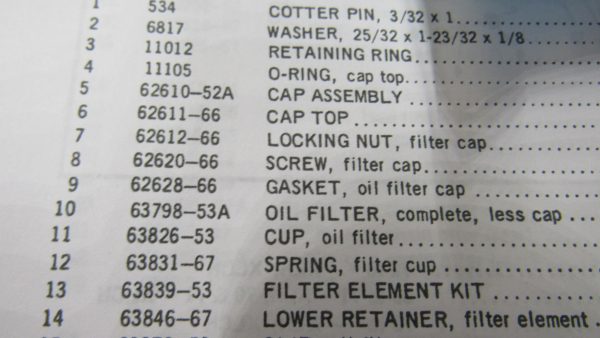 1 534 COTTER PIN, 3/32 x 1
2 6817 WASHER, 25/32 x 1-23/32 x 1/8
3 11012 RETAINING RING
4 11105 O-RING, cap top
5 62610-52A CAP ASSEMBLY
6 62611-66 CAP TOP
7 62612-66 LOCKING NUT, filter cap
8 62620-66 SCREW, filter cap
9 62628-66 GASKET, oil filter cap
10 63798-53A OIL FILTER, complete, less cap
11 63826-53 CUP, oil filter
12 63831-67 SPRING, filter cup
13 63839-53 FILTER ELEMENT KIT
14 63846-67 LOWER RETAINER, filter element